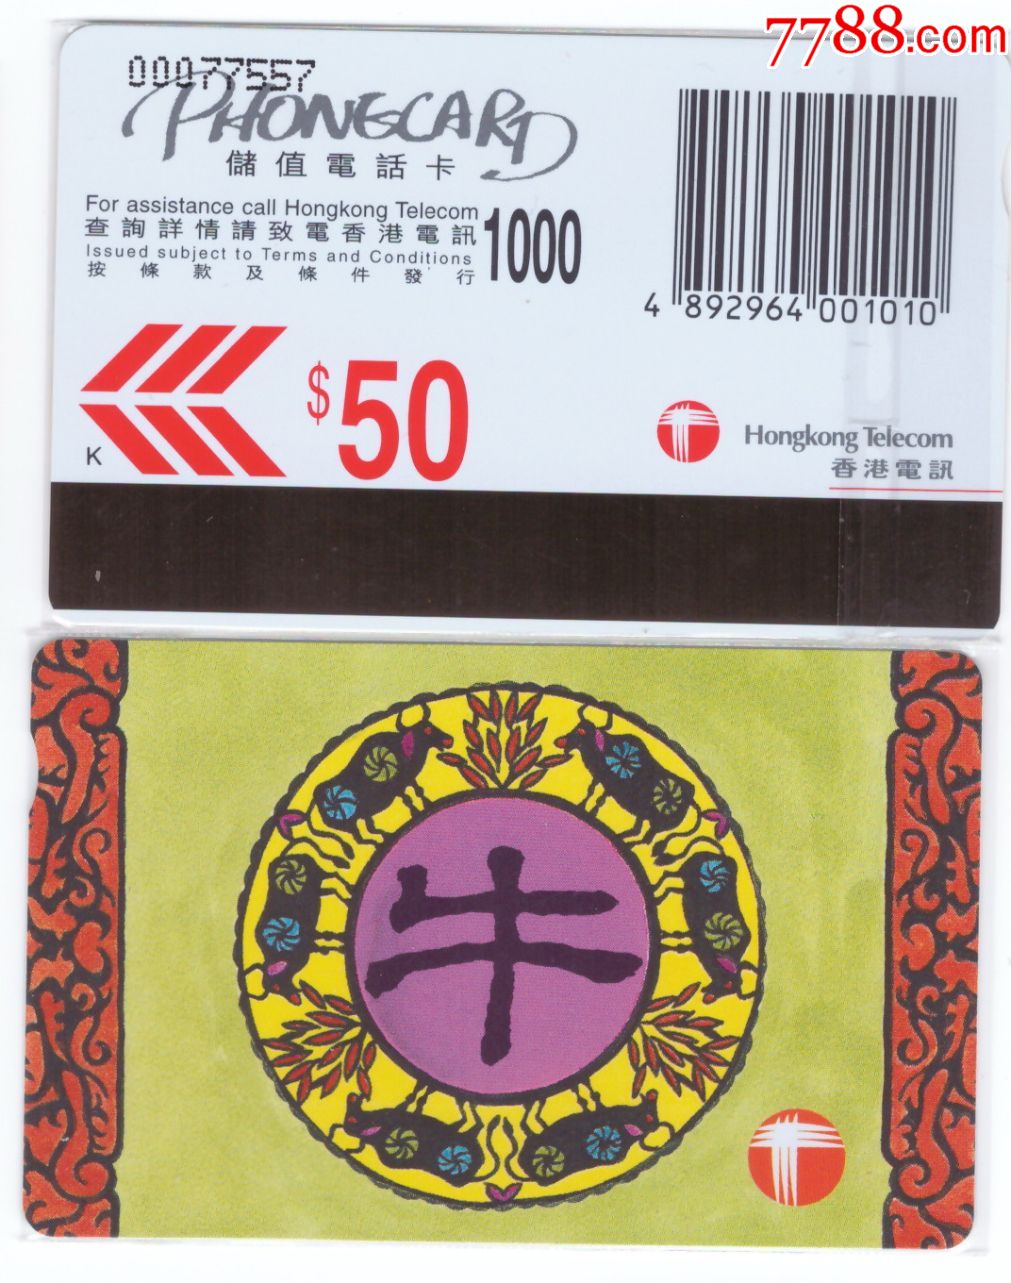 7788.com
00077557
PHONECARD
儲值電話卡
For assistance call Hongkong Telecom
查詢詳情請致電香港電訊
Issued subject to Terms and Conditions
按條款及條件發行
1000
4 892964 001010
$50
K
Hongkong Telecom
香港電訊
牛